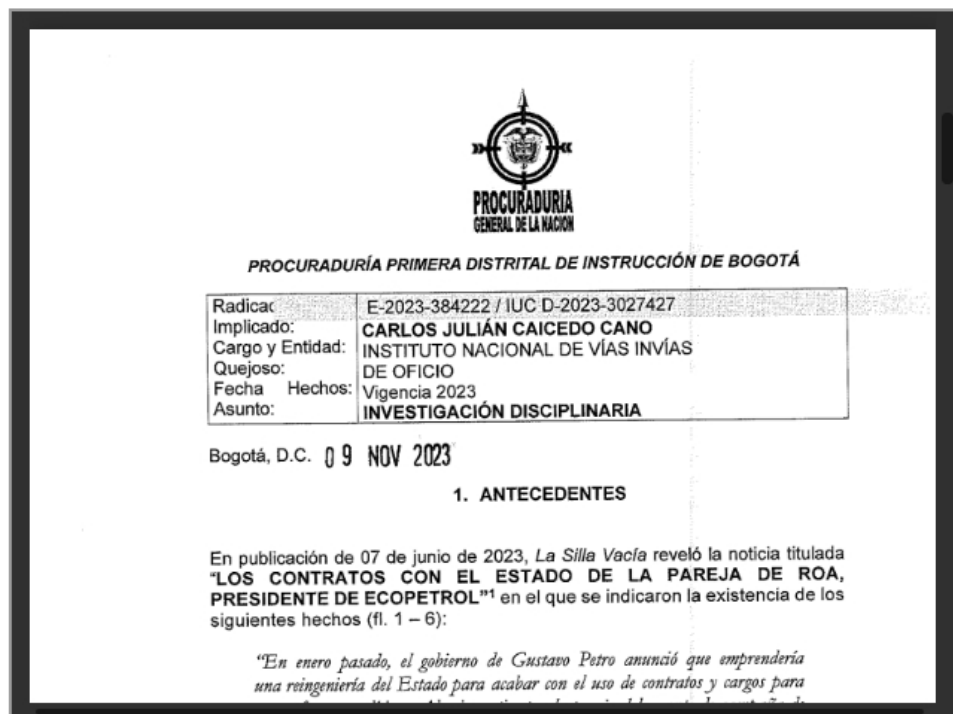 PROCURADURIA
GENERAL DE LA NACION
PROCURADURÍA PRIMERA DISTRITAL DE INSTRUCCIÓN DE BOGOTÁ
Radicac E-2023-384222 / IUC D-2023-3027427
Implicado: CARLOS JULIÁN CAICEDO CANO
Cargo y Entidad: INSTITUTO NACIONAL DE VÍAS INVÍAS
Quejoso: DE OFICIO
Fecha Hechos: Vigencia 2023
Asunto: INVESTIGACIÓN DISCIPLINARIA
Bogotá, D.C. 09 NOV 2023
1. ANTECEDENTES
En publicación de 07 de junio de 2023, La Silla Vacía reveló la noticia titulada
"LOS CONTRATOS CON EL ESTADO DE LA PAREJA DE ROA,
PRESIDENTE DE ECOPETROL"¹ en el que se indicaron la existencia de los
siguientes hechos (fl. 1 – 6):
"En enero pasado, el gobierno de Gustavo Petro anunció que emprendería
una reingeniería del Estado para acabar con el uso de contratos y cargos para